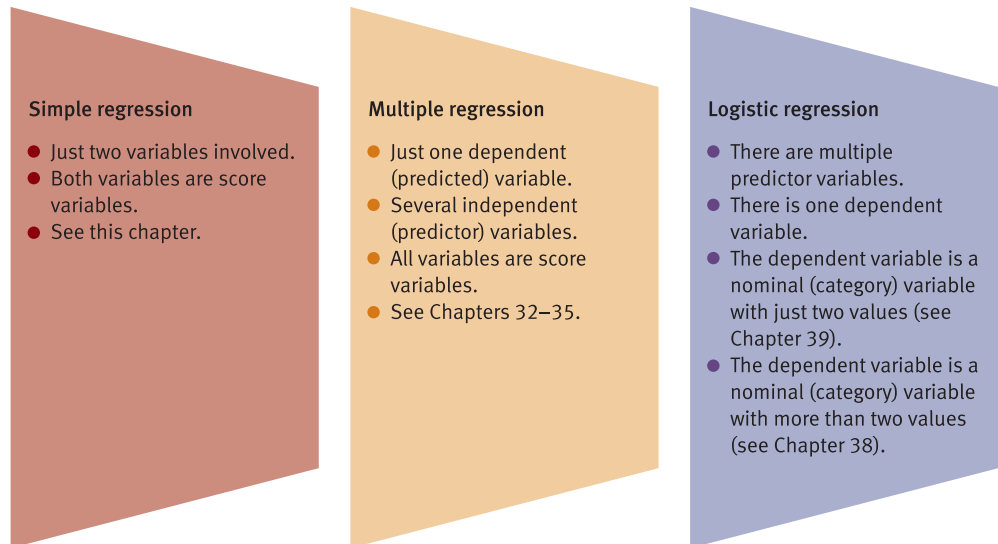 Simple regression
● Just two variables involved.
● Both variables are score
variables.
● See this chapter.
Multiple regression
● Just one dependent
(predicted) variable.
● Several independent
(predictor) variables.
● All variables are score
variables.
● See Chapters 32–35.
Logistic regression
● There are multiple
predictor variables.
● There is one dependent
variable.
● The dependent variable is a
nominal (category) variable
with just two values (see
Chapter 39).
● The dependent variable is a
nominal (category) variable
with more than two values
(see Chapter 38).